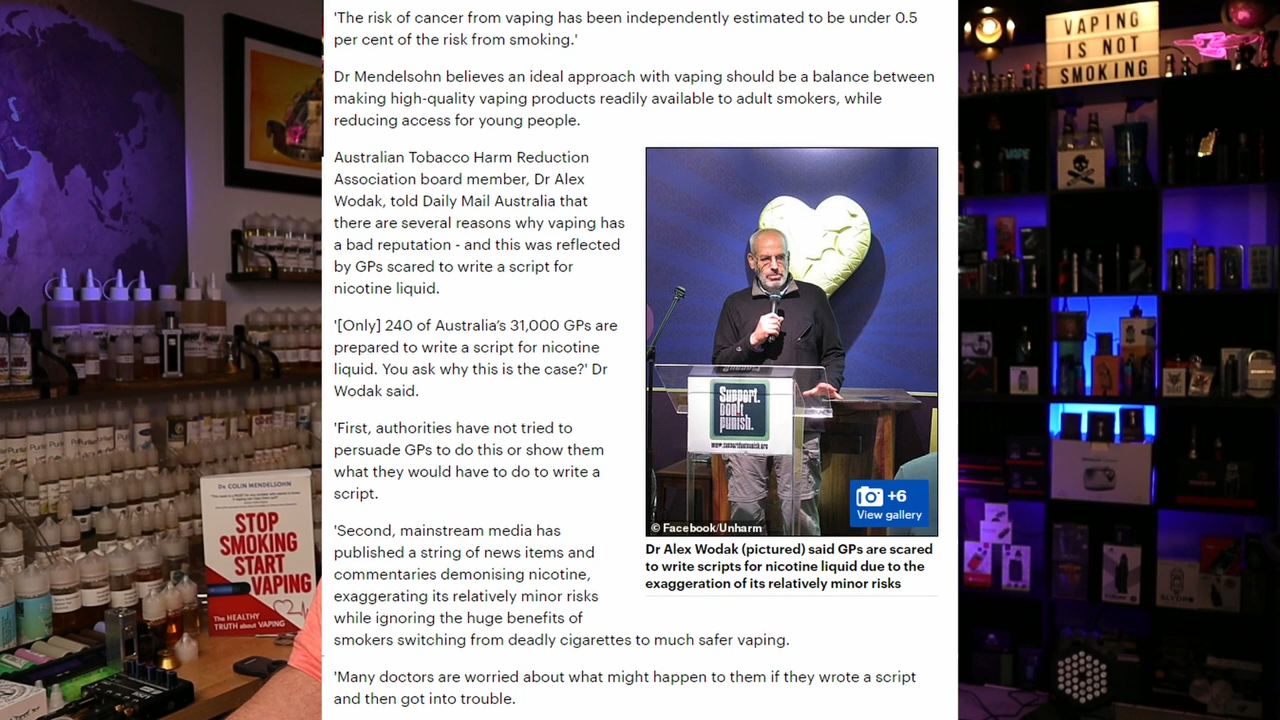 'The risk of cancer from vaping has been independently estimated to be under 0.5
per cent of the risk from smoking.'
Dr Mendelsohn believes an ideal approach with vaping should be a balance between
making high-quality vaping products readily available to adult smokers, while
reducing access for young people.
Australian Tobacco Harm Reduction
Association board member, Dr Alex
Wodak, told Daily Mail Australia that
there are several reasons why vaping has
a bad reputation - and this was reflected
by GPs scared to write a script for
nicotine liquid.
'[Only] 240 of Australia's 31,000 GPs are
prepared to write a script for nicotine
liquid. You ask why this is the case?' Dr
Wodak said.
'First, authorities have not tried to
persuade GPs to do this or show them
what they would have to do to write a
script.
'Second, mainstream media has
published a string of news items and
commentaries demonising nicotine,
exaggerating its relatively minor risks
while ignoring the huge benefits of
smokers switching from deadly cigarettes to much safer vaping.
'Many doctors are worried about what might happen to them if they wrote a script
and then got into trouble.
Support.
Don't
punish.
+6
View gallery
© Facebook/Unharm
Dr Alex Wodak (pictured) said GPs are scared
to write scripts for nicotine liquid due to the
exaggeration of its relatively minor risks
VAPING
IS NOT
SMOKING
Dr COLIN MENDELSOHN
STOP
SMOKING
START
VAPING
The HEALTHY
TRUTH about VAPING